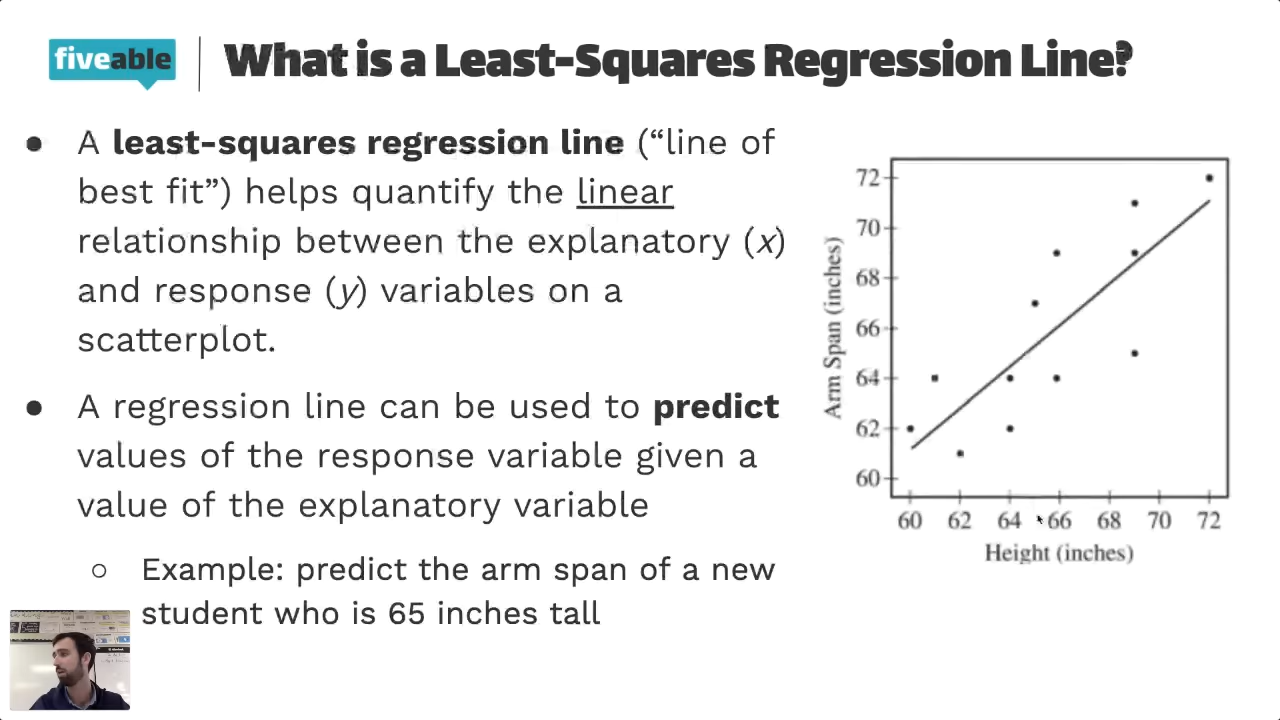 fiveable
What is a Least-Squares Regression Line?
● A least-squares regression line (“line of
best fit”) helps quantify the linear
relationship between the explanatory (x)
and response (y) variables on a
scatterplot.
● A regression line can be used to predict
values of the response variable given a
value of the explanatory variable
○ Example: predict the arm span of a new
student who is 65 inches tall
Arm Span (inches)
72
70
68
66
64
62
60
60 62 64 66 68 70 72
Height (inches)